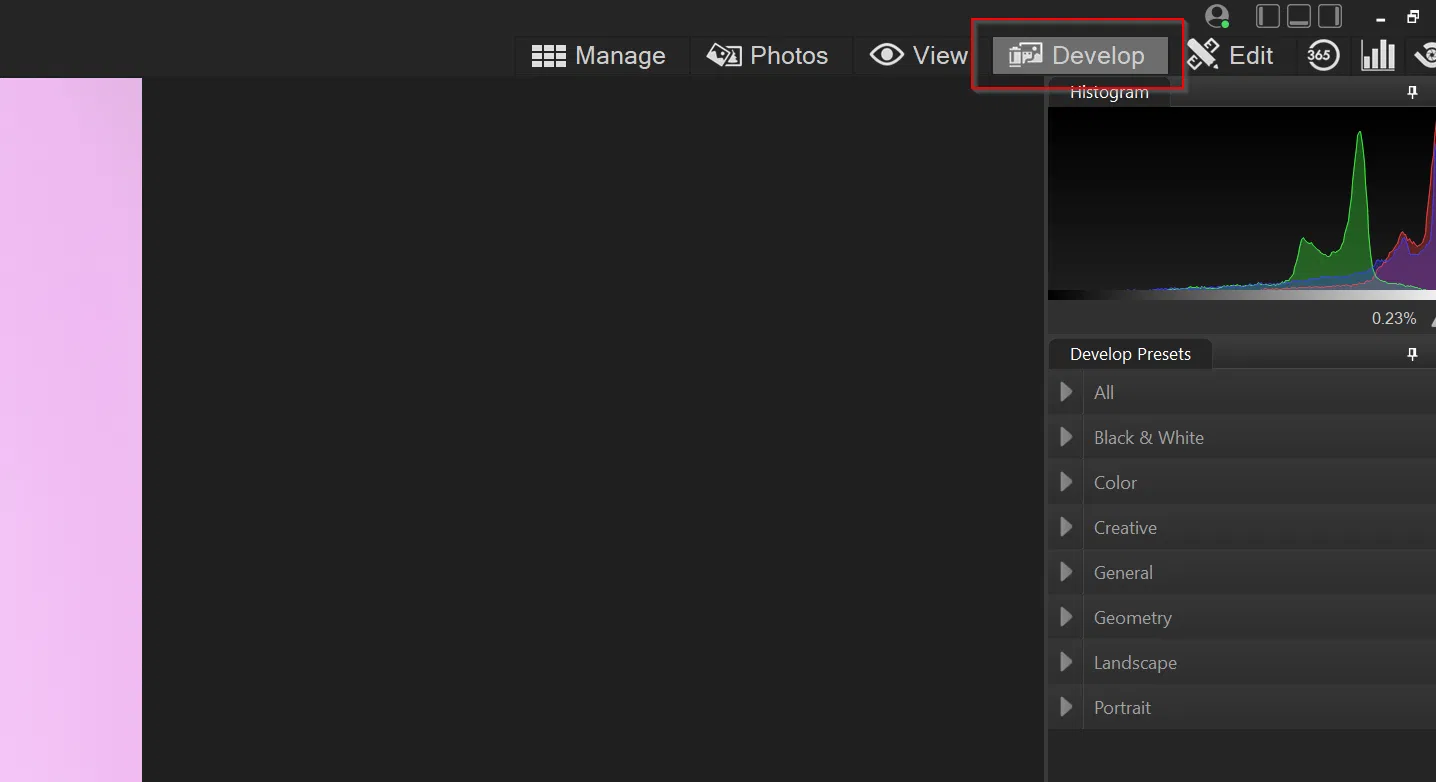 Manage Photos View Develop Edit 365
Histogram
0.23%
Develop Presets
All
Black & White
Color
Creative
General
Geometry
Landscape
Portrait